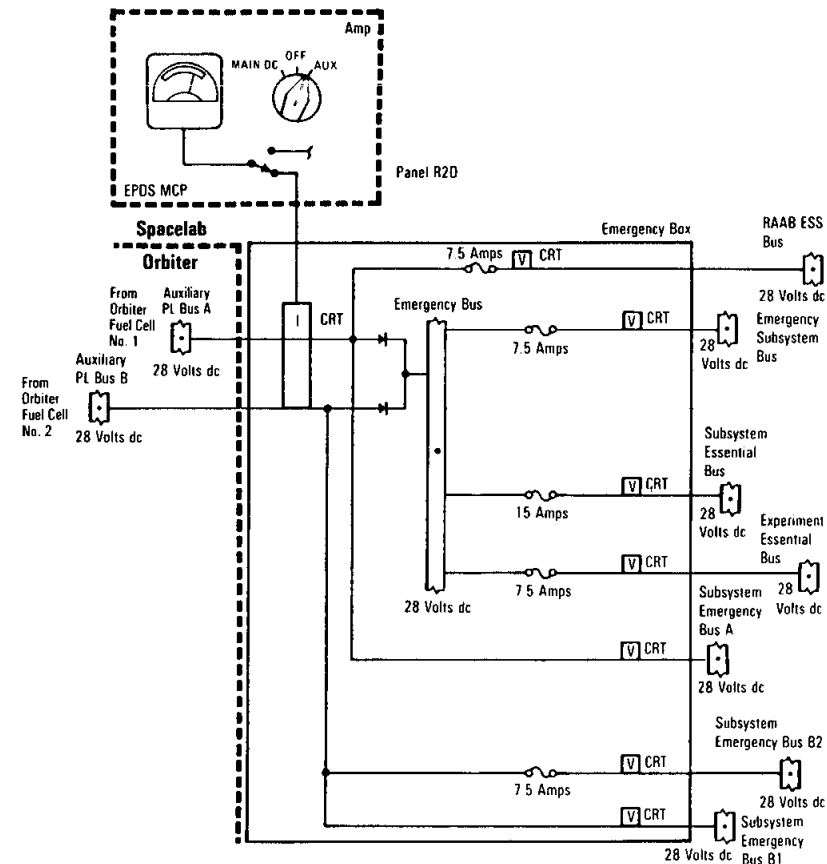 Amp
OFF
MAIN DC
AUX
EPDS MCP
Panel R2D
Spacelab
Orbiter
Emergency Box
RAAB ESS
Bus
28 Volts dc
7.5 Amps
V
CRT
From
Orbiter
Fuel Cell
No. 1
Auxiliary
PL Bus A
28 Volts dc
I
CRT
Emergency Bus
7.5 Amps
V
CRT
28
Volts dc
Emergency
Subsystem
Bus
From
Orbiter
Fuel Cell
No. 2
Auxiliary
PL Bus B
28 Volts dc
Subsystem
Essential
Bus
15 Amps
V
CRT
28
Volts dc
Experiment
Essential
Bus
7 5 Amps
V
CRT
28
Volts dc
28 Volts dc
Subsystem
Emergency
Bus A
V
CRT
28 Volts dc
Subsystem
Emergency Bus B2
7 5 Amps
V
CRT
28 Volts dc
V
CRT
Subsystem
Emergency
Bus B1
28 Volts dc